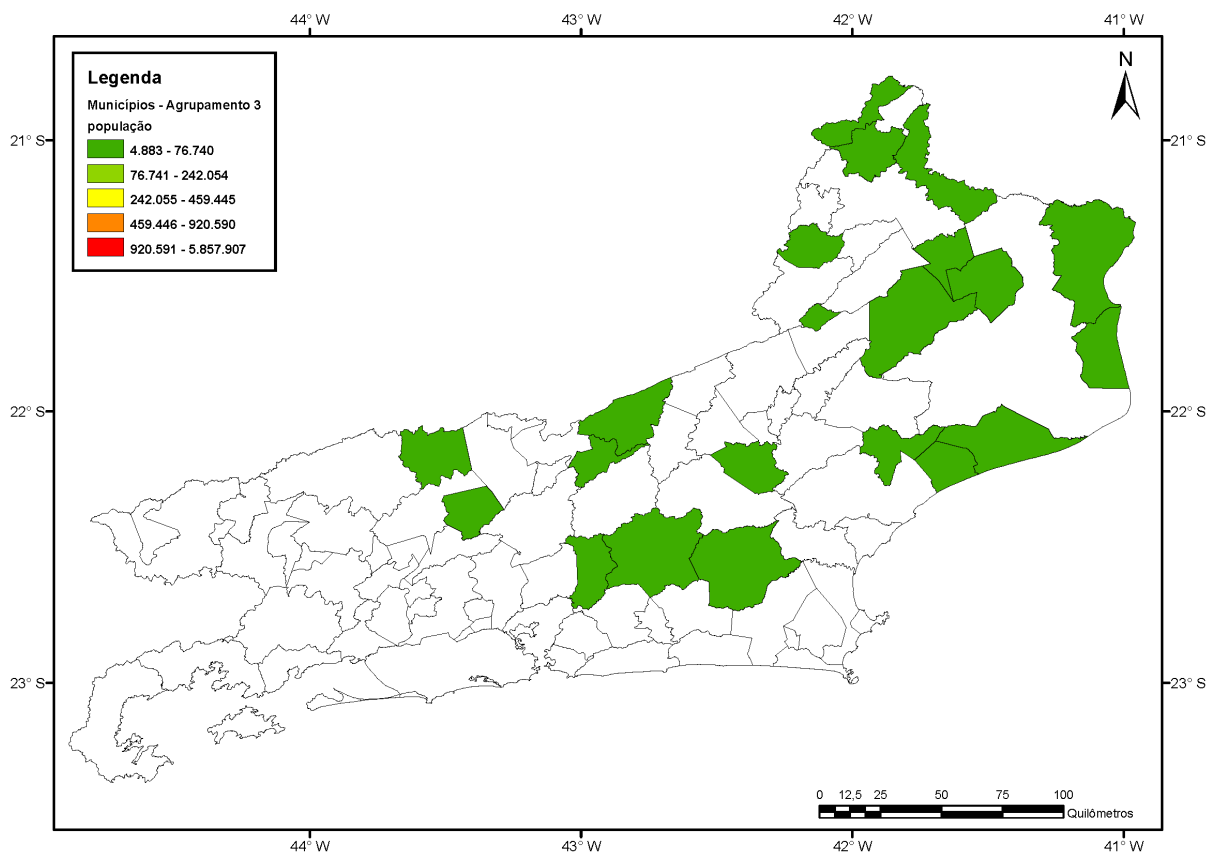 44° W 43° W 42° W 41° W
Legenda
Municípios - Agrupamento 3
população
4.883 - 76.740
76.741 - 242.054
242.055 - 459.445
459.446 - 920.590
920.591 - 5.857.907
N
21° S 21° S
22° S 22° S
23° S 23° S
0 12,5 25 50 75 100
Quilômetros
44° W 43° W 42° W 41° W